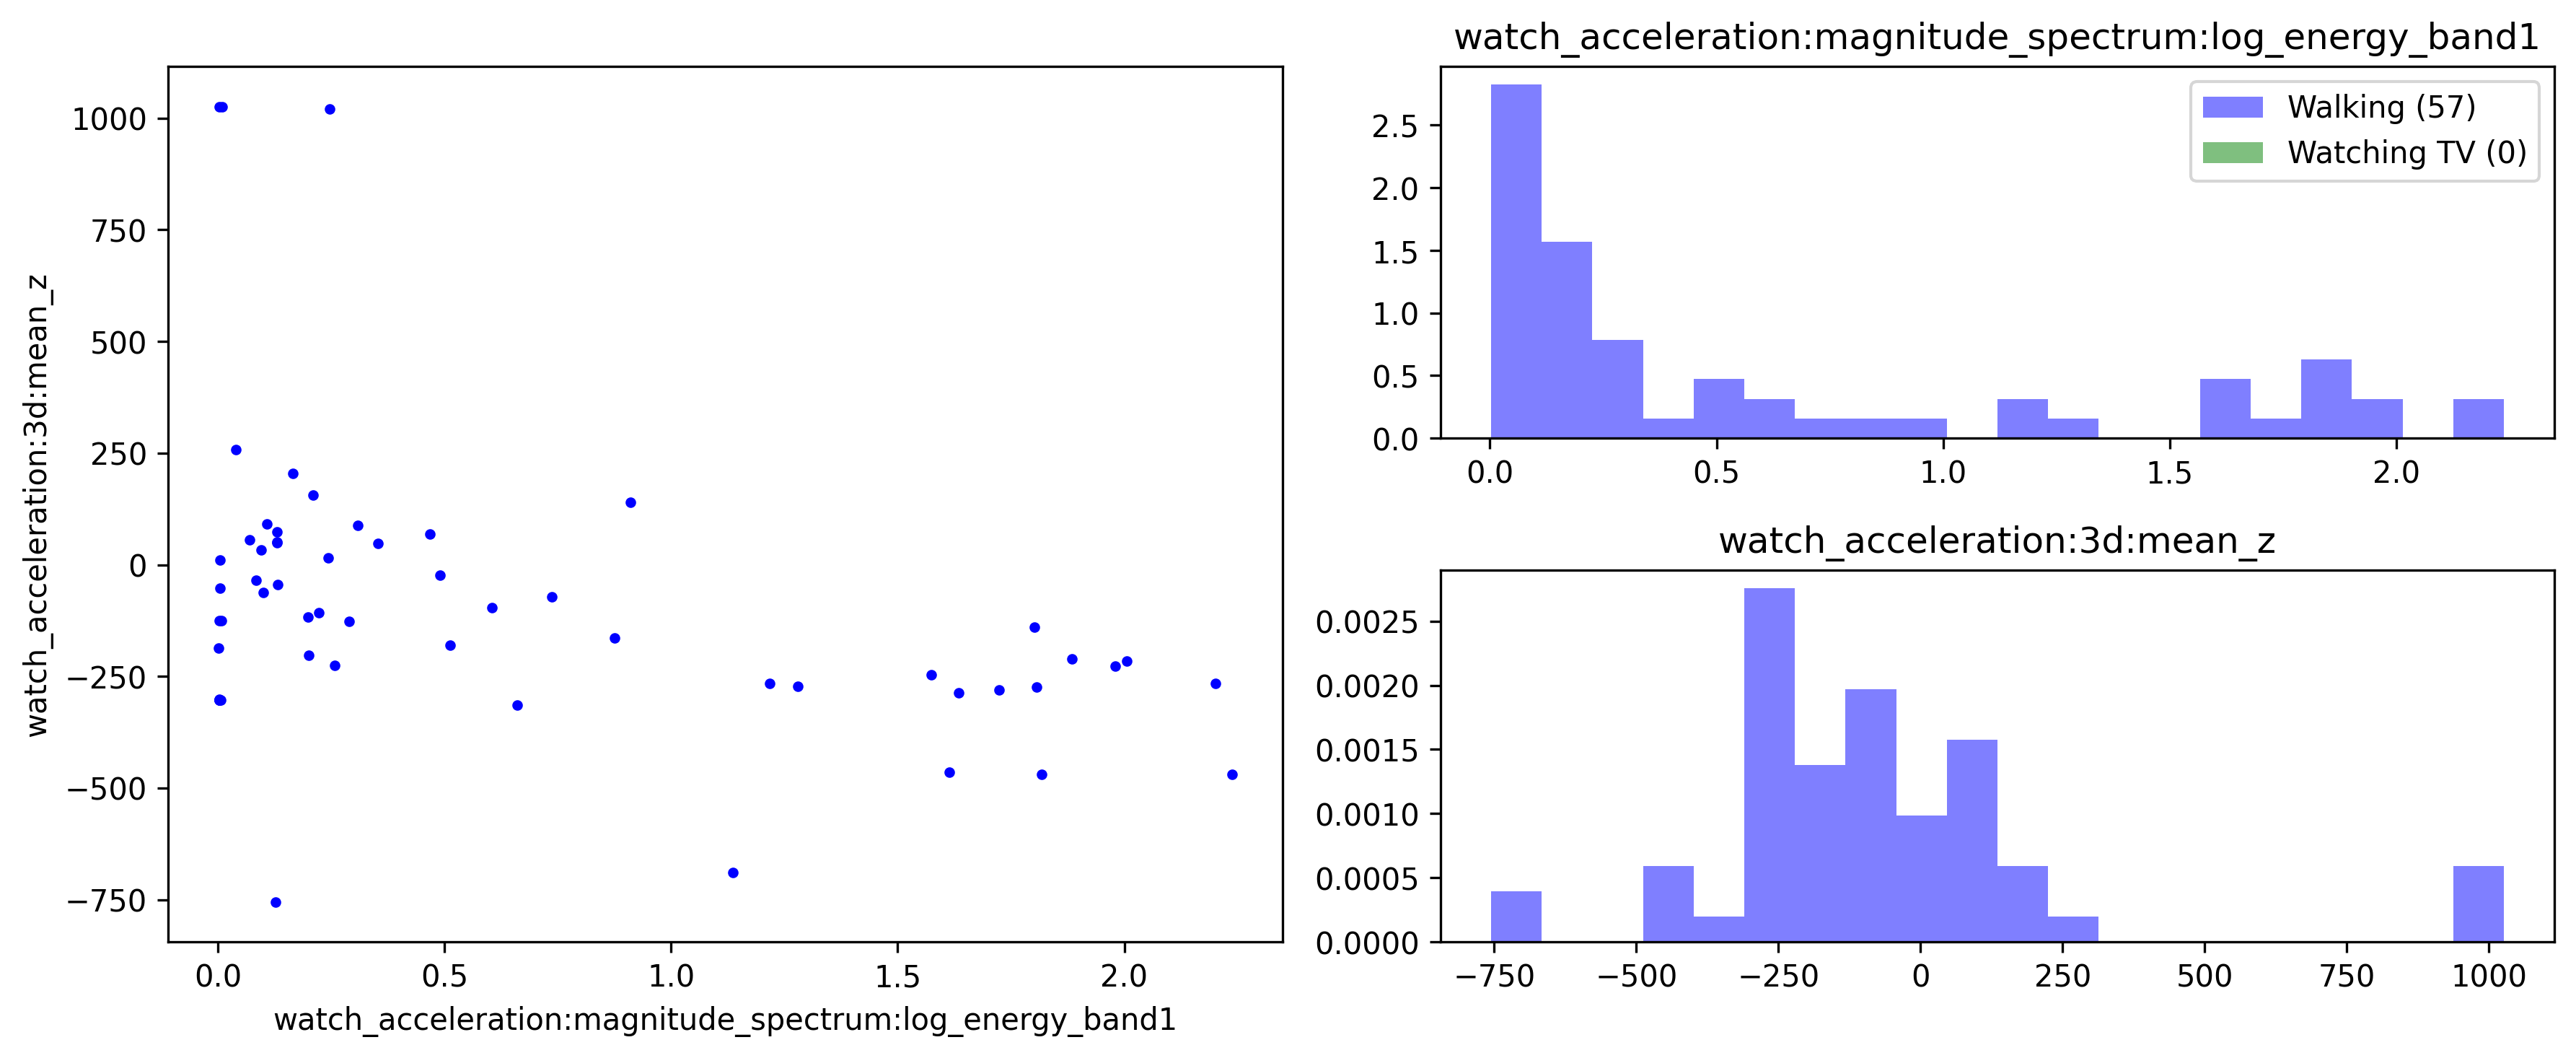 1000
750
500
250
0
−250
−500
−750
watch_acceleration:3d:mean_z
0.0 0.5 1.0 1.5 2.0
watch_acceleration:magnitude_spectrum:log_energy_band1
watch_acceleration:magnitude_spectrum:log_energy_band1
Walking (57)
Watching TV (0)
2.5
2.0
1.5
1.0
0.5
0.0
0.0 0.5 1.0 1.5 2.0
watch_acceleration:3d:mean_z
0.0025
0.0020
0.0015
0.0010
0.0005
0.0000
−750 −500 −250 0 250 500 750 1000